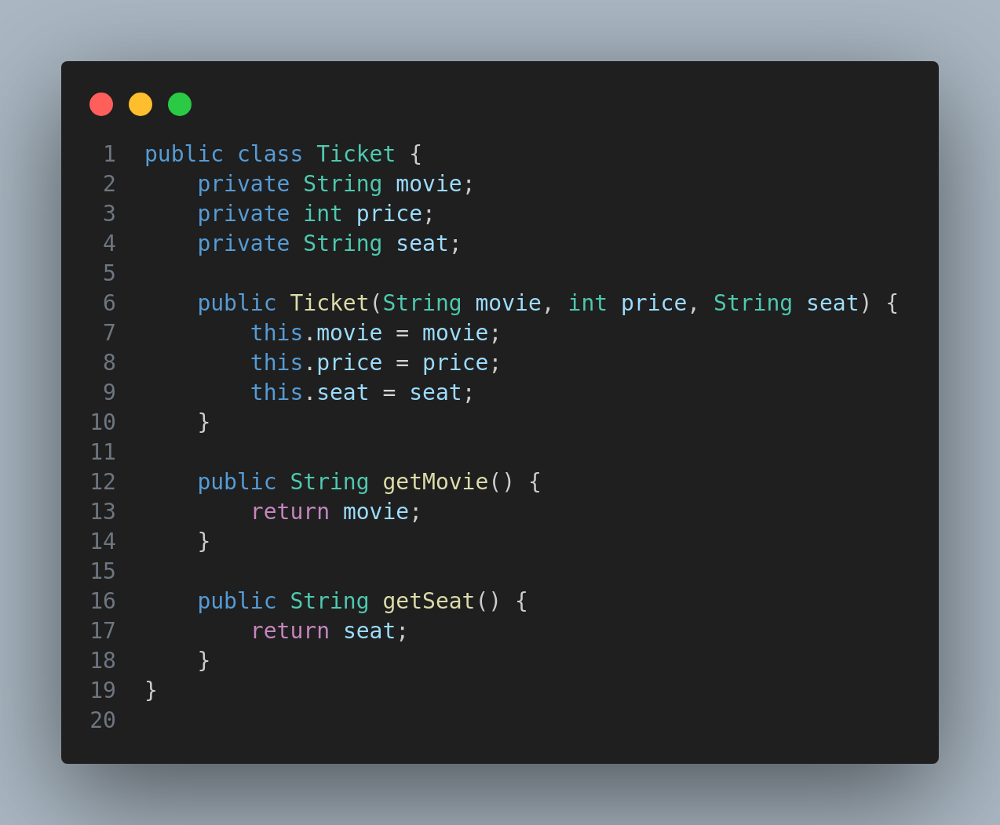 1 public class Ticket {
2     private String movie;
3     private int price;
4     private String seat;
5
6     public Ticket(String movie, int price, String seat) {
7         this.movie = movie;
8         this.price = price;
9         this.seat = seat;
10     }
11
12     public String getMovie() {
13         return movie;
14     }
15
16     public String getSeat() {
17         return seat;
18     }
19 }
20